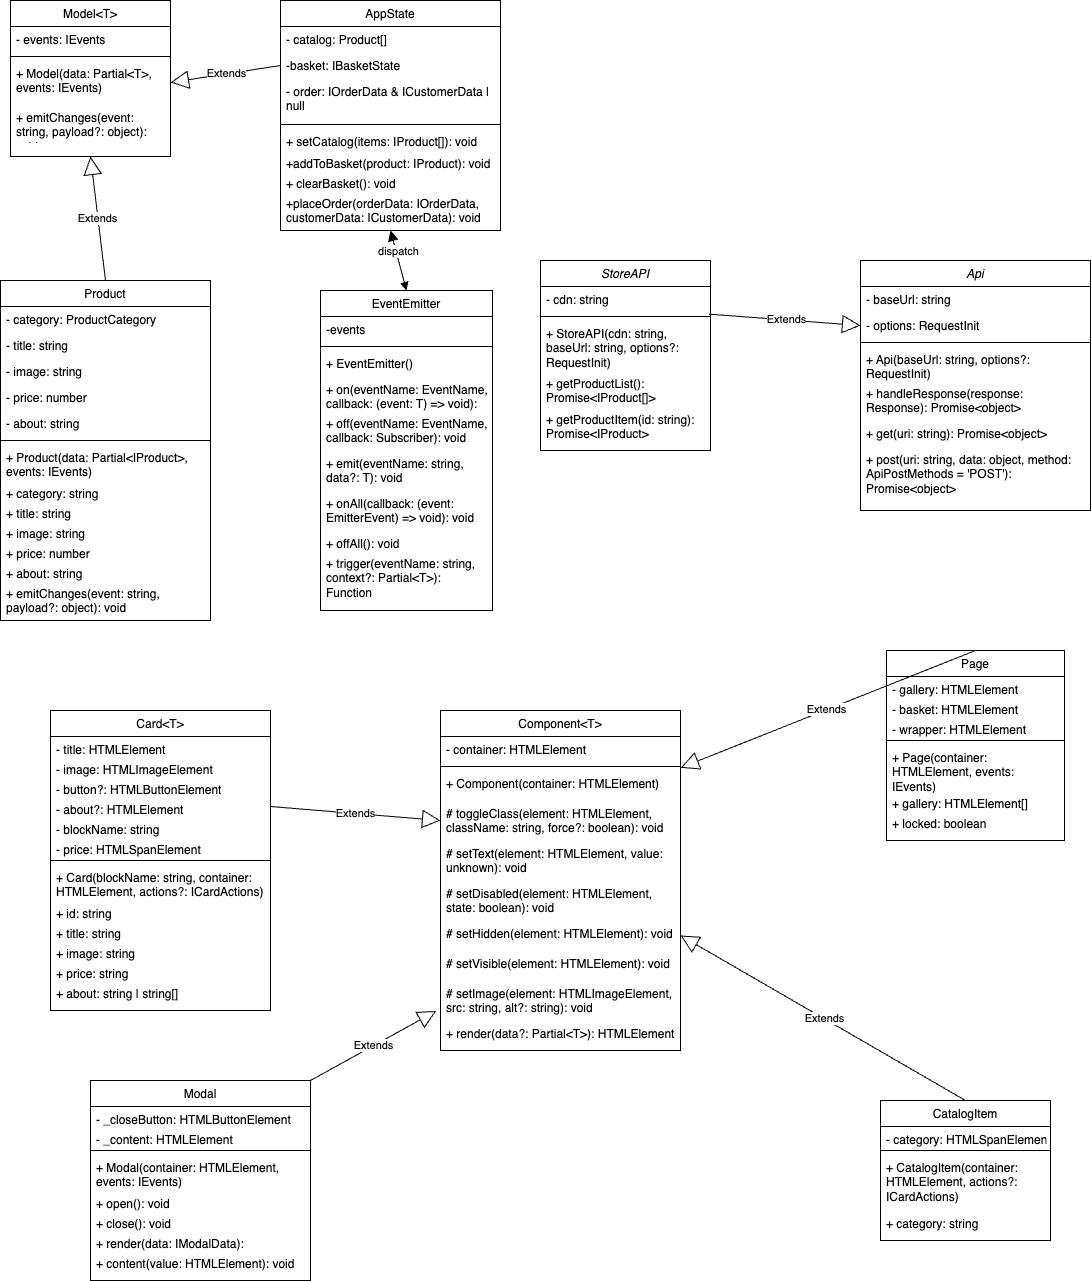 Model<T>
- events: IEvents
+ Model(data: Partial<T>,
events: IEvents)
+ emitChanges(event:
string, payload?: object):
Extends
AppState
- catalog: Product[]
-basket: IBasketState
- order: IOrderData & ICustomerData |
null
+ setCatalog(items: IProduct[]): void
+addToBasket(product: IProduct): void
+ clearBasket(): void
+placeOrder(orderData: IOrderData,
customerData: ICustomerData): void
Extends
dispatch
Product
- category: ProductCategory
- title: string
- image: string
- price: number
- about: string
+ Product(data: Partial<IProduct>,
events: IEvents)
+ category: string
+ title: string
+ image: string
+ price: number
+ about: string
+ emitChanges(event: string,
payload?: object): void
EventEmitter
-events
+ EventEmitter()
+ on(eventName: EventName,
callback: (event: T) => void):
+ off(eventName: EventName,
callback: Subscriber): void
+ emit(eventName: string,
data?: T): void
+ onAll(callback: (event:
EmitterEvent) => void): void
+ offAll(): void
+ trigger(eventName: string,
context?: Partial<T>):
Function
StoreAPI
- cdn: string
+ StoreAPI(cdn: string,
baseUrl: string, options?:
RequestInit)
+ getProductList():
Promise<IProduct[]>
+ getProductItem(id: string):
Promise<IProduct>
Extends
Api
- baseUrl: string
- options: RequestInit
+ Api(baseUrl: string, options?:
RequestInit)
+ handleResponse(response:
Response): Promise<object>
+ get(uri: string): Promise<object>
+ post(uri: string, data: object, method:
ApiPostMethods = 'POST'):
Promise<object>
Card<T>
- title: HTMLElement
- image: HTMLImageElement
- button?: HTMLButtonElement
- about?: HTMLElement
- blockName: string
- price: HTMLSpanElement
+ Card(blockName: string, container:
HTMLElement, actions?: ICardActions)
+ id: string
+ title: string
+ image: string
+ price: string
+ about: string | string[]
Extends
Component<T>
- container: HTMLElement
+ Component(container: HTMLElement)
# toggleClass(element: HTMLElement,
className: string, force?: boolean): void
# setText(element: HTMLElement, value:
unknown): void
# setDisabled(element: HTMLElement,
state: boolean): void
# setHidden(element: HTMLElement): void
# setVisible(element: HTMLElement): void
# setImage(element: HTMLImageElement,
src: string, alt?: string): void
+ render(data?: Partial<T>): HTMLElement
Extends
Page
- gallery: HTMLElement
- basket: HTMLElement
- wrapper: HTMLElement
+ Page(container:
HTMLElement, events:
IEvents)
+ gallery: HTMLElement[]
+ locked: boolean
Extends
Extends
Modal
- _closeButton: HTMLButtonElement
- _content: HTMLElement
+ Modal(container: HTMLElement,
events: IEvents)
+ open(): void
+ close(): void
+ render(data: IModalData):
+ content(value: HTMLElement): void
CatalogItem
- category: HTMLSpanElemen
+ CatalogItem(container:
HTMLElement, actions?:
ICardActions)
+ category: string